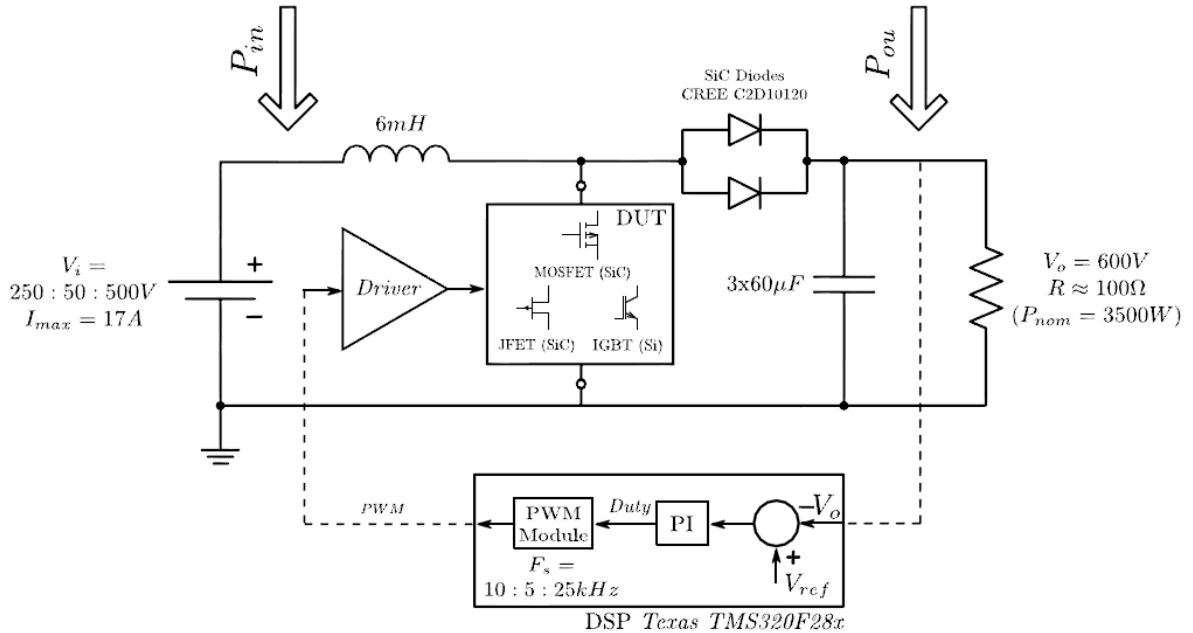 P_in
P_ou
SiC Diodes
CREE C2D10120
6mH
DUT
MOSFET (SiC)
JFET (SiC)
IGBT (Si)
Driver
V_i =
250 : 50 : 500V
I_max = 17A
+
−
3x60μF
V_o = 600V
R ≈ 100Ω
(P_nom = 3500W)
PWM
PWM
Module
Duty
PI
−V_o
+
V_ref
F_s =
10 : 5 : 25kHz
DSP Texas TMS320F28x